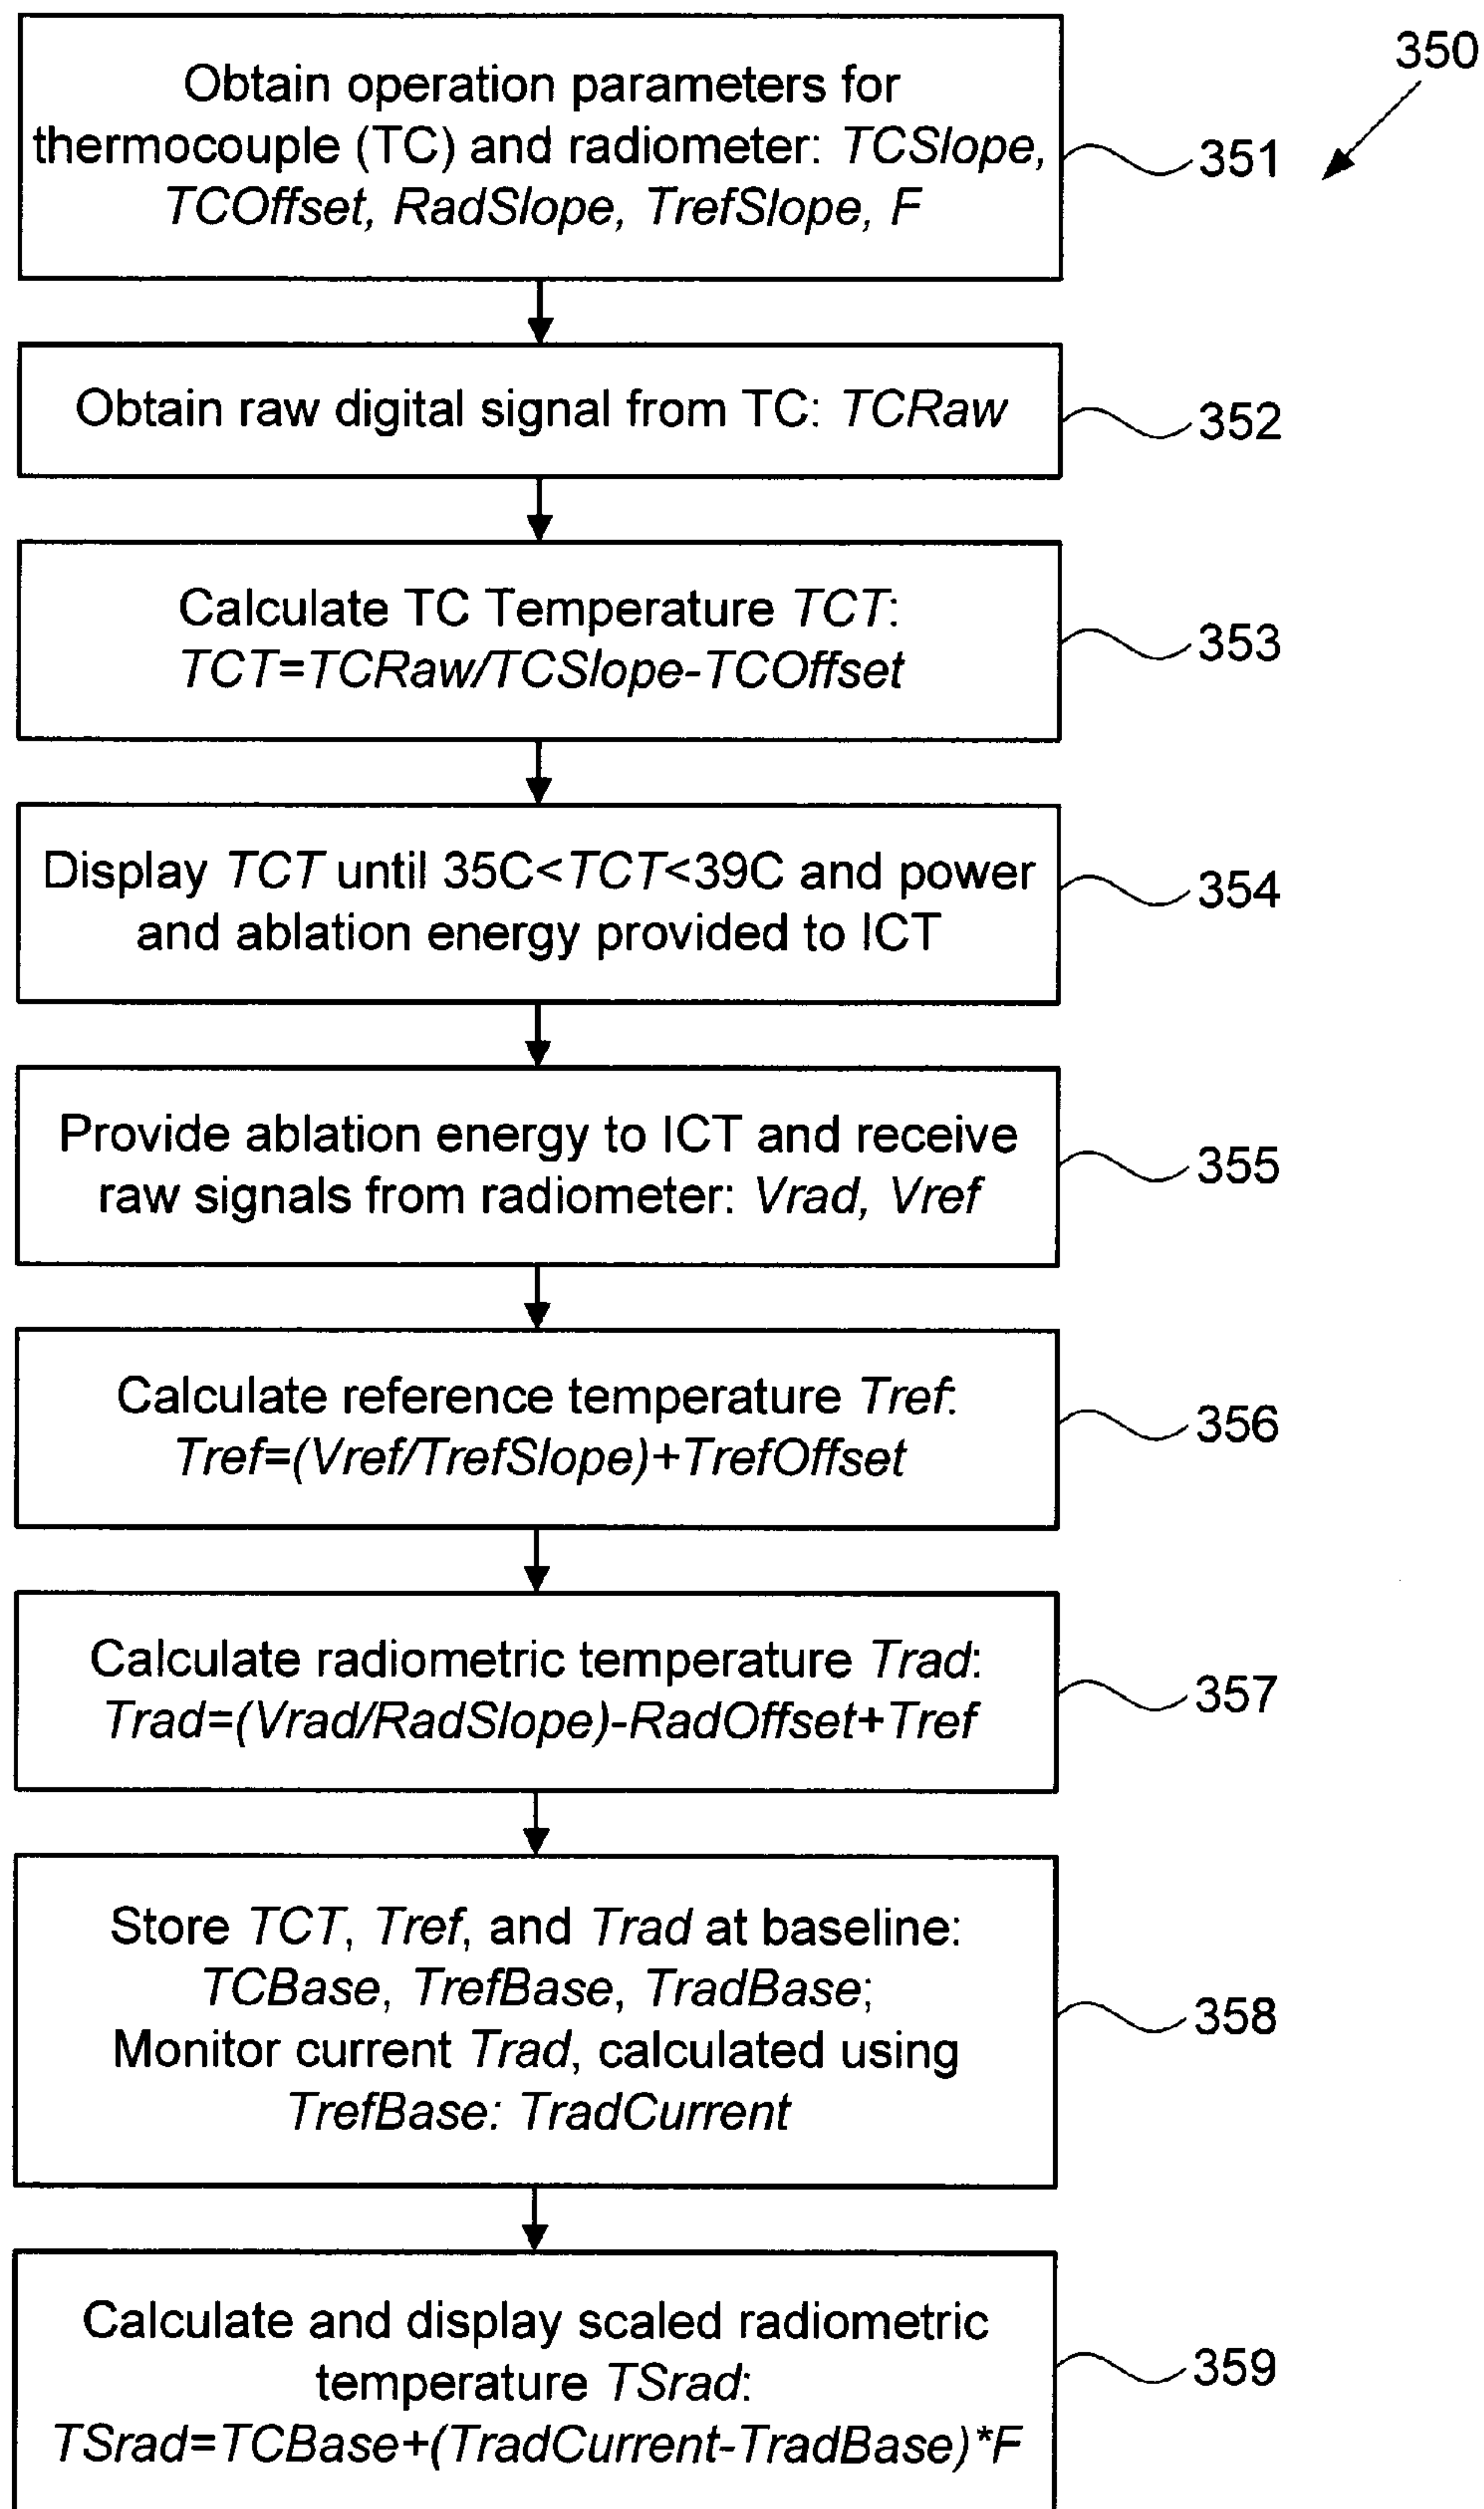 350
Obtain operation parameters for
thermocouple (TC) and radiometer: TCSlope,
TCOffset, RadSlope, TrefSlope, F
351
Obtain raw digital signal from TC: TCRaw
352
Calculate TC Temperature TCT:
TCT=TCRaw/TCSlope-TCOffset
353
Display TCT until 35C<TCT<39C and power
and ablation energy provided to ICT
354
Provide ablation energy to ICT and receive
raw signals from radiometer: Vrad, Vref
355
Calculate reference temperature Tref:
Tref=(Vref/TrefSlope)+TrefOffset
356
Calculate radiometric temperature Trad:
Trad=(Vrad/RadSlope)-RadOffset+Tref
357
Store TCT, Tref, and Trad at baseline:
TCBase, TrefBase, TradBase;
Monitor current Trad, calculated using
TrefBase: TradCurrent
358
Calculate and display scaled radiometric
temperature TSrad:
TSrad=TCBase+(TradCurrent-TradBase)*F
359